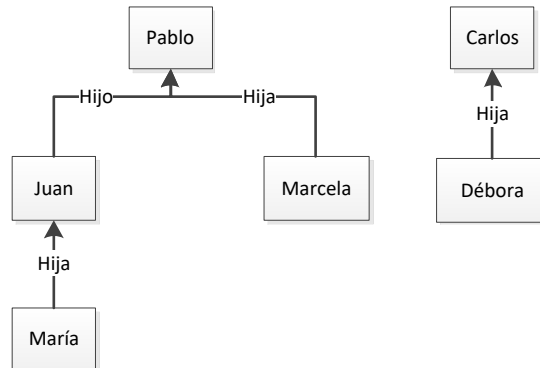 Pablo
Carlos
Hijo
Hija
Hija
Juan
Marcela
Débora
Hija
María